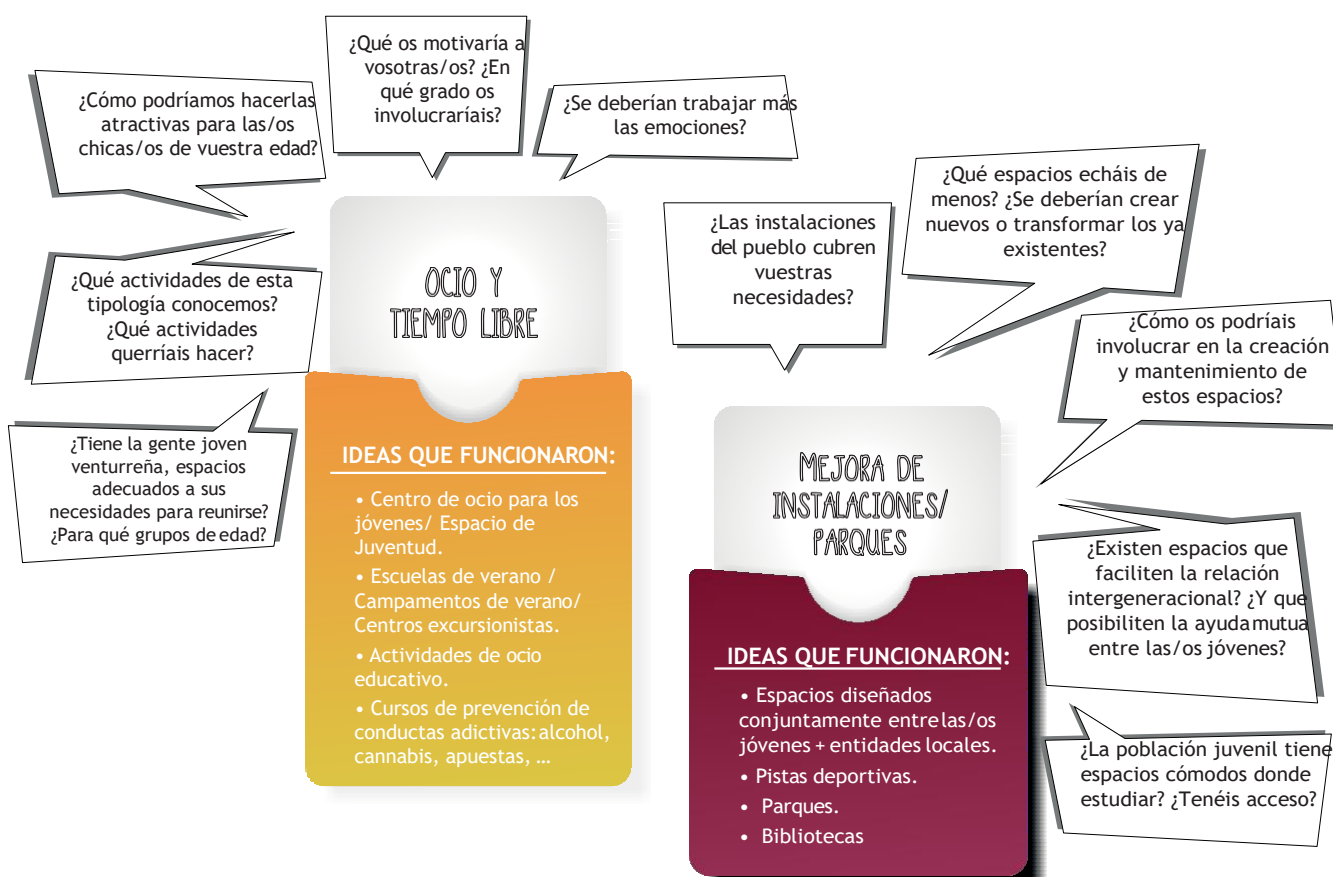 ¿Qué os motivaría a
vosotras/os? ¿En
qué grado os
involucraríais?
¿Cómo podríamos hacerlas
atractivas para las/os
chicas/os de vuestra edad?
¿Se deberían trabajar más
las emociones?
¿Qué actividades de esta
tipología conocemos?
¿Qué actividades
querríais hacer?
¿Tiene la gente joven
venturreña, espacios
adecuados a sus
necesidades para reunirse?
¿Para qué grupos de edad?
OCIO Y
TIEMPO LIBRE
IDEAS QUE FUNCIONARON:
• Centro de ocio para los
jóvenes/ Espacio de
Juventud.
• Escuelas de verano /
Campamentos de verano/
Centros excursionistas.
• Actividades de ocio
educativo.
• Cursos de prevención de
conductas adictivas: alcohol,
cannabis, apuestas, …
¿Las instalaciones
del pueblo cubren
vuestras
necesidades?
¿Qué espacios echáis de
menos? ¿Se deberían crear
nuevos o transformar los ya
existentes?
¿Cómo os podríais
involucrar en la creación
y mantenimiento de
estos espacios?
¿Existen espacios que
faciliten la relación
intergeneracional? ¿Y que
posibiliten la ayuda mutua
entre las/os jóvenes?
¿La población juvenil tiene
espacios cómodos donde
estudiar? ¿Tenéis acceso?
MEJORA DE
INSTALACIONES/
PARQUES
IDEAS QUE FUNCIONARON:
• Espacios diseñados
conjuntamente entre las/os
jóvenes + entidades locales.
• Pistas deportivas.
• Parques.
• Bibliotecas